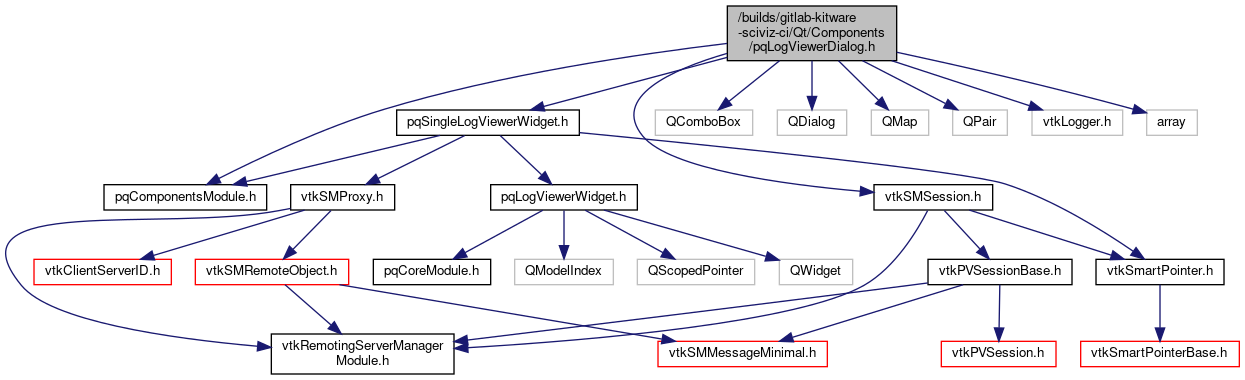 /builds/gitlab-kitware
-sciviz-ci/Qt/Components
/pqLogViewerDialog.h
pqSingleLogViewerWidget.h
QComboBox
QDialog
QMap
QPair
vtkLogger.h
array
pqComponentsModule.h
vtkSMProxy.h
pqLogViewerWidget.h
vtkSMSession.h
vtkClientServerID.h
vtkSMRemoteObject.h
pqCoreModule.h
QModelIndex
QScopedPointer
QWidget
vtkPVSessionBase.h
vtkSmartPointer.h
vtkRemotingServerManager
Module.h
vtkSMMessageMinimal.h
vtkPVSession.h
vtkSmartPointerBase.h